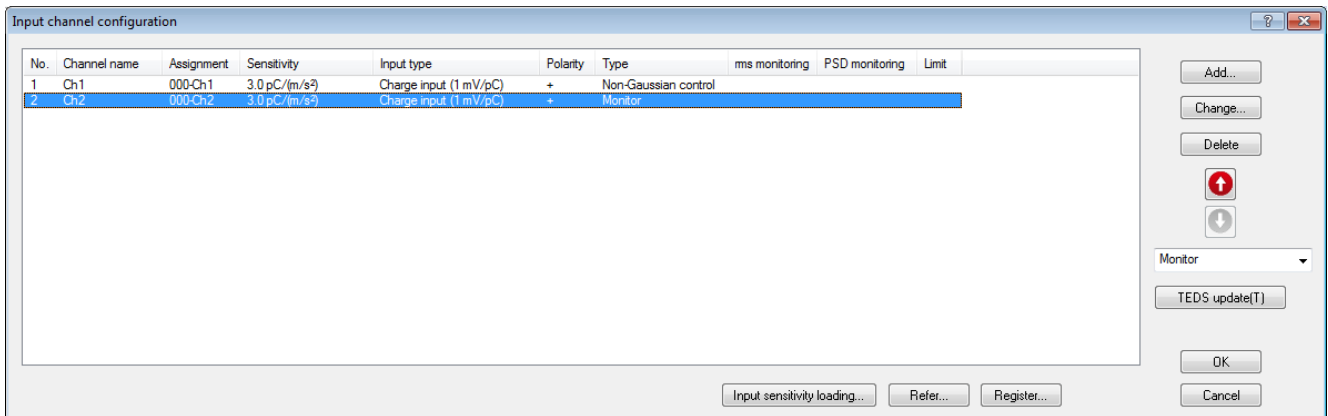 Input channel configuration
No. Channel name Assignment Sensitivity Input type Polarity Type rms monitoring PSD monitoring Limit
1 Ch1 000-Ch1 3.0 pC/(m/s²) Charge input (1 mV/pC) + Non-Gaussian control
2 Ch2 000-Ch2 3.0 pC/(m/s²) Charge input (1 mV/pC) + Monitor
Add...
Change...
Delete
Monitor
TEDS update(T)
OK
Input sensitivity loading... Refer... Register... Cancel